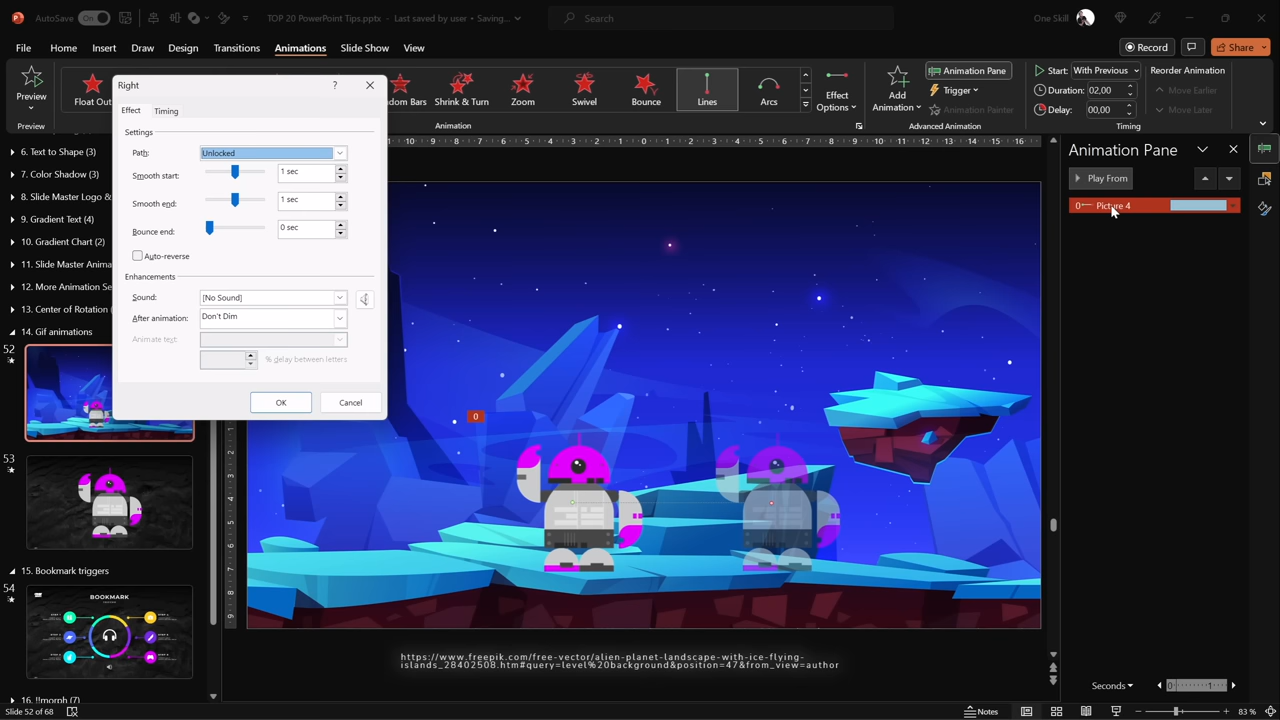 AutoSave
On
TOP 20 PowerPoint Tips.pptx - Last saved by user • Saving...
Search
One Skill
File Home Insert Draw Design Transitions Animations Slide Show View
Record
Share
Preview
Float Out
Shrink & Turn
Zoom
Swivel
Bounce
Lines
Arcs
Effect
Options
Add
Animation
Animation Pane
Trigger
Animation Painter
Start: With Previous
Duration: 02,00
Delay: 00,00
Reorder Animation
Move Earlier
Move Later
Preview
Animation
Advanced Animation
Timing
Right
?
Effect Timing
Settings
Path: Unlocked
Smooth start: 1 sec
Smooth end: 1 sec
Bounce end: 0 sec
Auto-reverse
Enhancements
Sound: [No Sound]
After animation: Don't Dim
Animate text:
% delay between letters
OK Cancel
6. Text to Shape (3)
7. Color Shadow (3)
8. Slide Master Logo &
9. Gradient Text (4)
10. Gradient Chart (2)
11. Slide Master Anima
12. More Animation Se
13. Center of Rotation
14. Gif animations
52
53
15. Bookmark triggers
54
BOOKMARK
16. !!morph (7)
0
https://www.freepik.com/free-vector/alien-planet-landscape-with-ice-flying-
islands_28402508.htm#query=level%20background&position=47&from_view=author
Animation Pane
Play From
0 Picture 4
Seconds
0 1
Slide 52 of 68
Notes
83 %